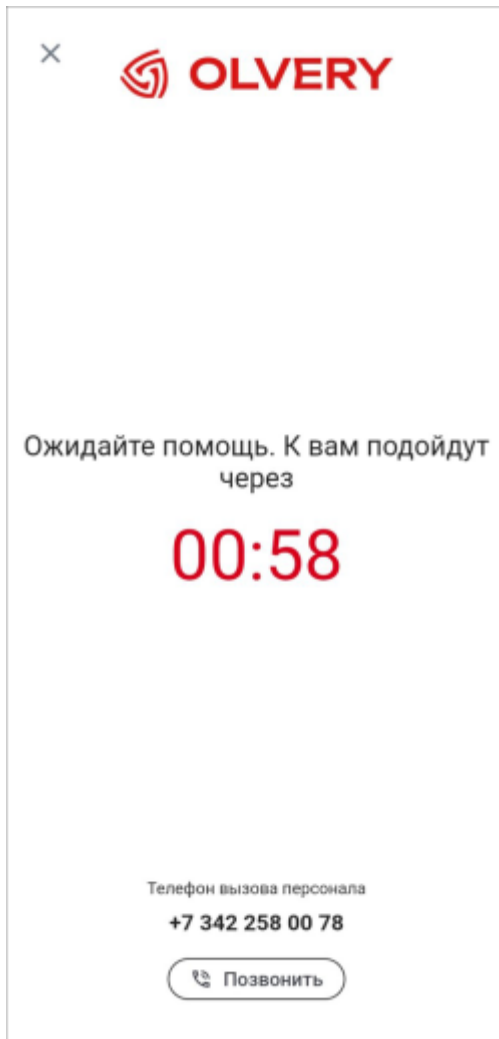 OLVERY
Ожидайте помощь. К вам подойдут
через
00:58
Телефон вызова персонала
+7 342 258 00 78
Позвонить